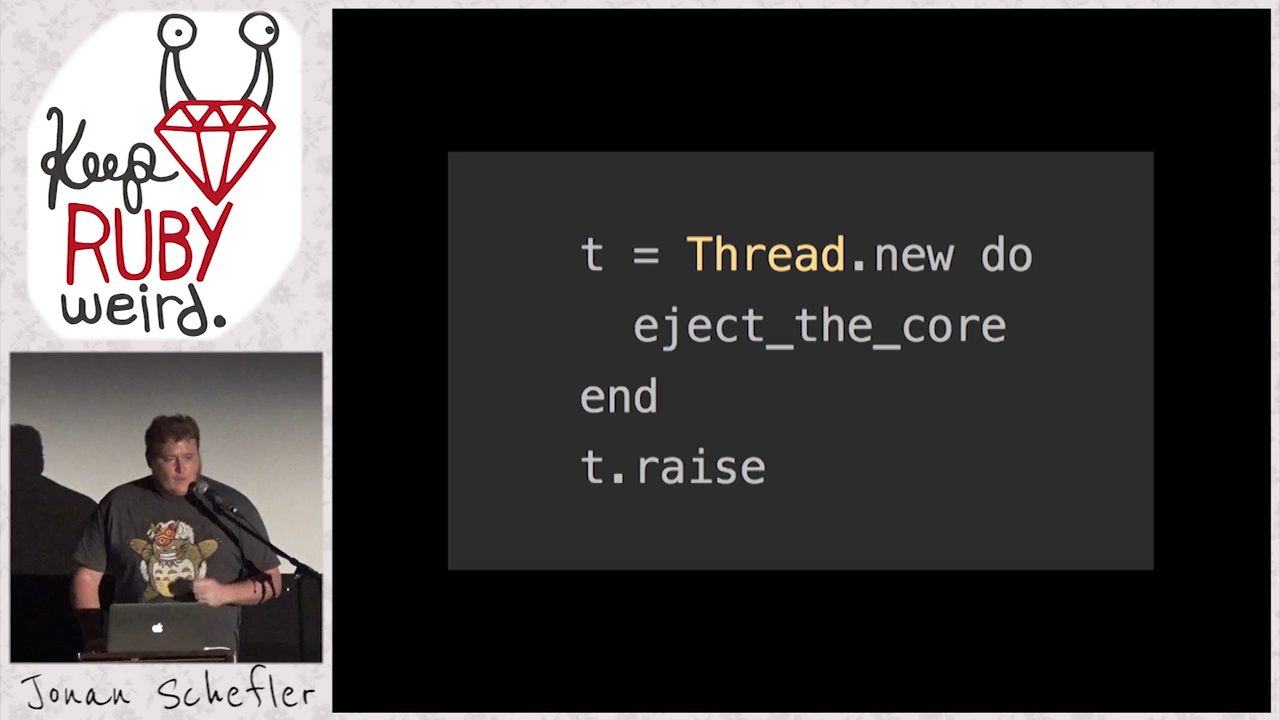 Keep
RUBY
weird.
t = Thread.new do
  eject_the_core
end
t.raise
Jonan Schefler